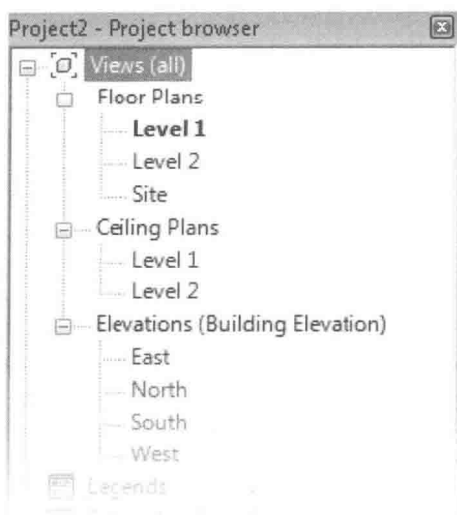 Project2 - Project browser
Views (all)
Floor Plans
Level 1
Level 2
Site
Ceiling Plans
Level 1
Level 2
Elevations (Building Elevation)
East
North
South
West
Legends